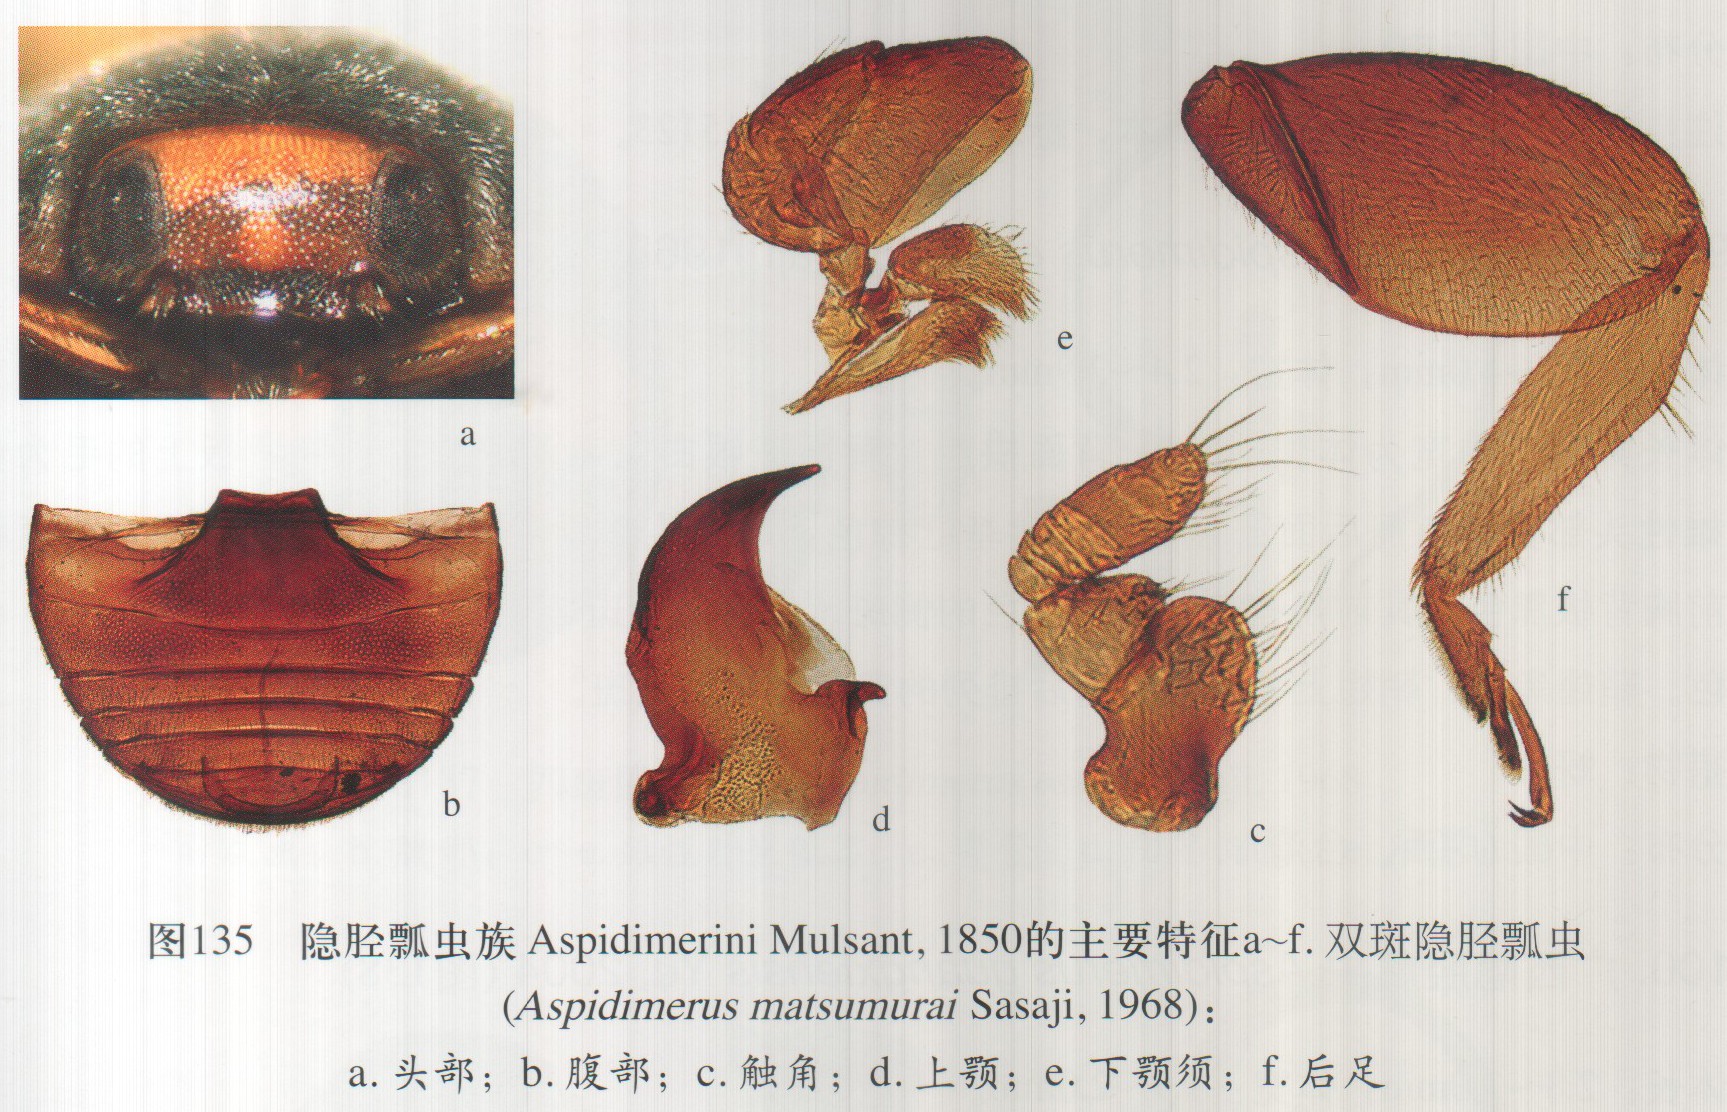 a
b
c
d
e
f
图135 隐胫瓢虫族 Aspidimerini Mulsant, 1850的主要特征a~f. 双斑隐胫瓢虫
(Aspidimerus matsumurai Sasaji, 1968)：
a. 头部；b. 腹部；c. 触角；d. 上颚；e. 下颚须；f. 后足